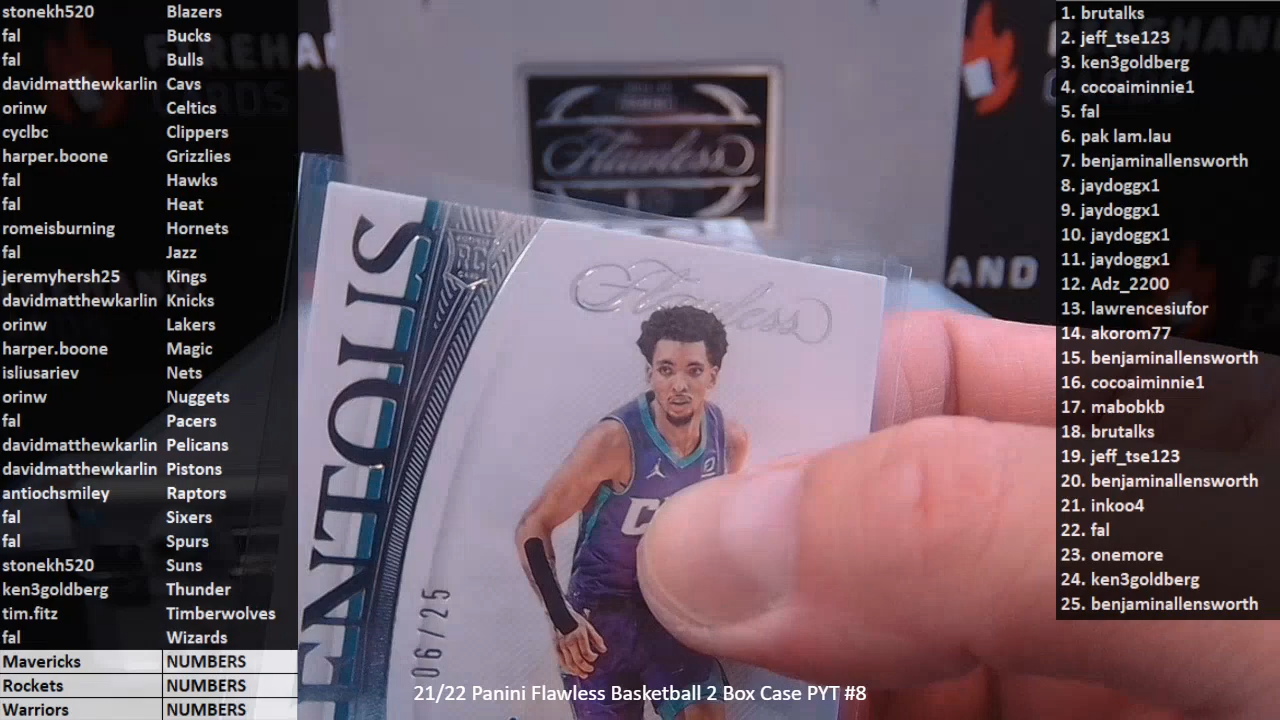 stonekh520 Blazers
fal Bucks
fal Bulls
davidmatthewkarlin Cavs
orinw Celtics
cyclbc Clippers
harper.boone Grizzlies
fal Hawks
fal Heat
romeisburning Hornets
fal Jazz
jeremyhersh25 Kings
davidmatthewkarlin Knicks
orinw Lakers
harper.boone Magic
isliusariev Nets
orinw Nuggets
fal Pacers
davidmatthewkarlin Pelicans
davidmatthewkarlin Pistons
antiochsmiley Raptors
fal Sixers
fal Spurs
stonekh520 Suns
ken3goldberg Thunder
tim.fitz Timberwolves
fal Wizards
Mavericks NUMBERS
Rockets NUMBERS
Warriors NUMBERS
Flawless
Flawless
RC
06/25
21/22 Panini Flawless Basketball 2 Box Case PYT #8
1. brutalks
2. jeff_tse123
3. ken3goldberg
4. cocoaiminnie1
5. fal
6. pak lam.lau
7. benjaminallensworth
8. jaydoggx1
9. jaydoggx1
10. jaydoggx1
11. jaydoggx1
12. Adz_2200
13. lawrencesiufor
14. akorom77
15. benjaminallensworth
16. cocoaiminnie1
17. mabobkb
18. brutalks
19. jeff_tse123
20. benjaminallensworth
21. inkoo4
22. fal
23. onemore
24. ken3goldberg
25. benjaminallensworth